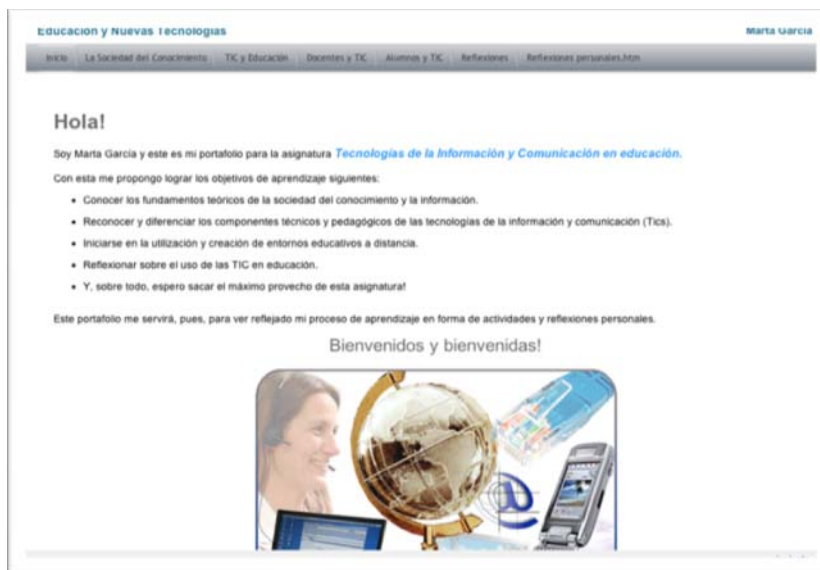 Educación y Nuevas Tecnologías
Marta García
Inicio La Sociedad del Conocimiento TIC y Educación Docentes y TIC Alumnos y TIC Reflexiones Reflexiones personales.htm
Hola!
Soy Marta García y este es mi portafolio para la asignatura Tecnologías de la Información y Comunicación en educación.
Con esta me propongo lograr los objetivos de aprendizaje siguientes:
• Conocer los fundamentos teóricos de la sociedad del conocimiento y la información.
• Reconocer y diferenciar los componentes técnicos y pedagógicos de las tecnologías de la información y comunicación (Tics).
• Iniciarse en la utilización y creación de entornos educativos a distancia.
• Reflexionar sobre el uso de las TIC en educación.
• Y, sobre todo, espero sacar el máximo provecho de esta asignatura!
Este portafolio me servirá, pues, para ver reflejado mi proceso de aprendizaje en forma de actividades y reflexiones personales.
Bienvenidos y bienvenidas!
@